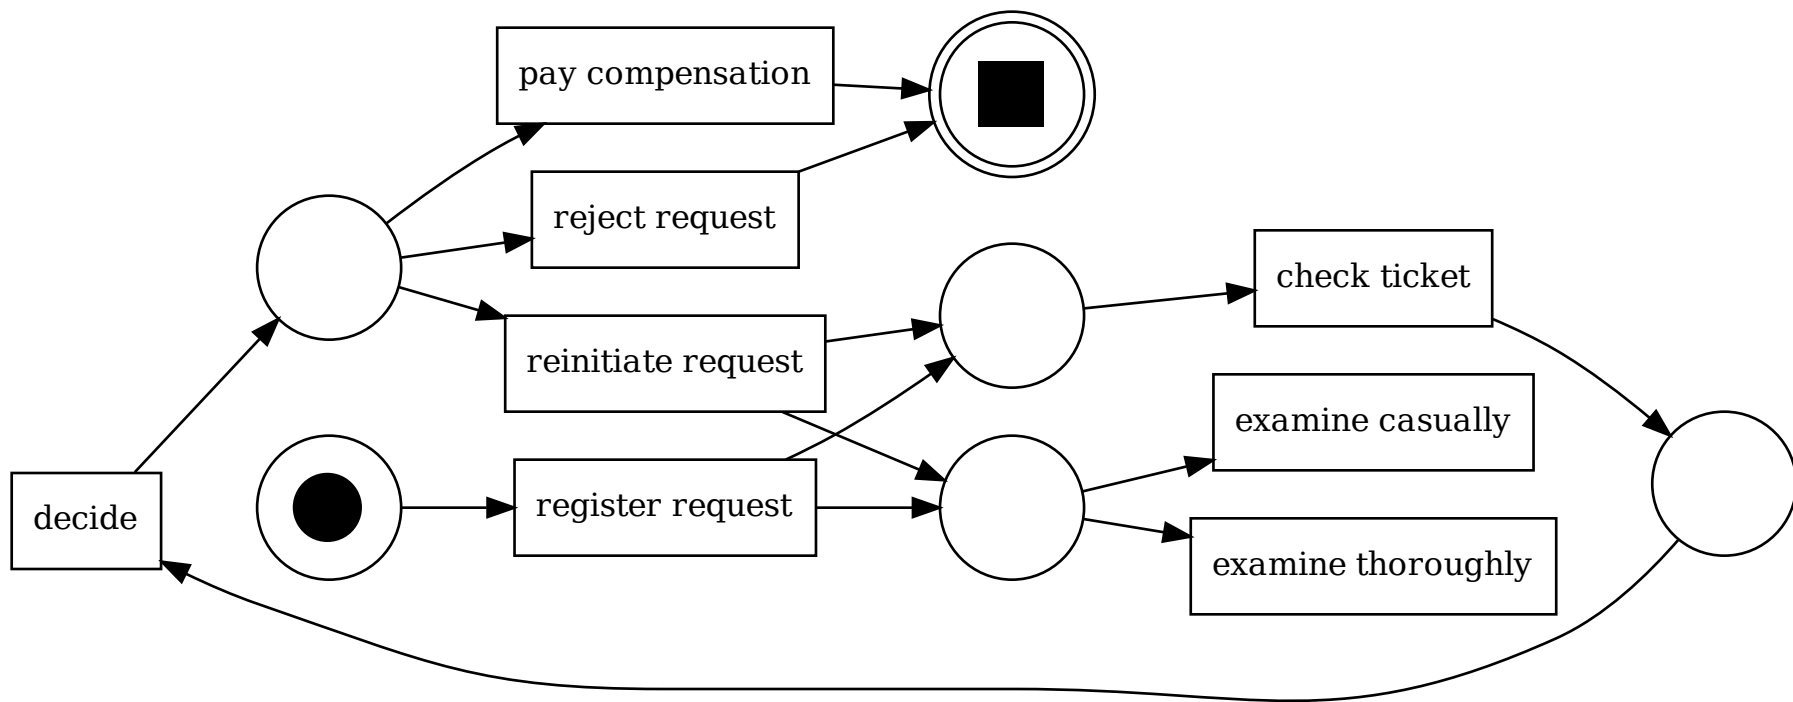 pay compensation
reject request
check ticket
reinitiate request
examine casually
register request
decide
examine thoroughly